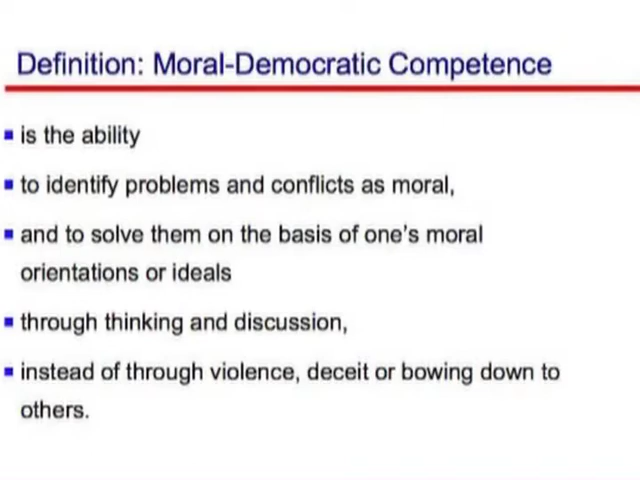 Definition: Moral-Democratic Competence
is the ability
to identify problems and conflicts as moral,
and to solve them on the basis of one's moral
orientations or ideals
through thinking and discussion,
instead of through violence, deceit or bowing down to
others.